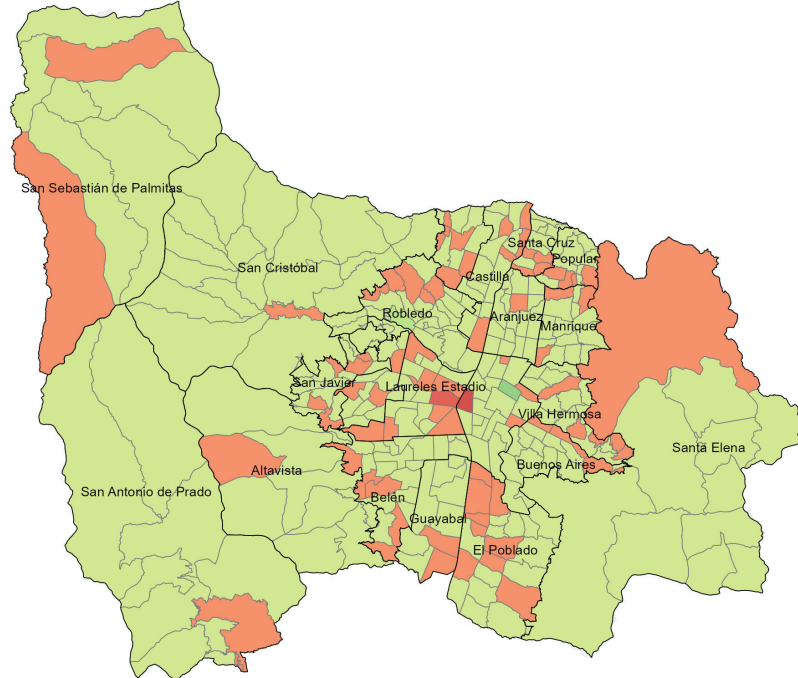 San Sebastián de Palmitas
Santa Cruz
Popular
San Cristóbal
Castilla
Robledo
Aranjuez
Manrique
San Javier
Laureles Estadio
Villa Hermosa
Santa Elena
Buenos Aires
Altavista
San Antonio de Prado
Belén
Guayabal
El Poblado